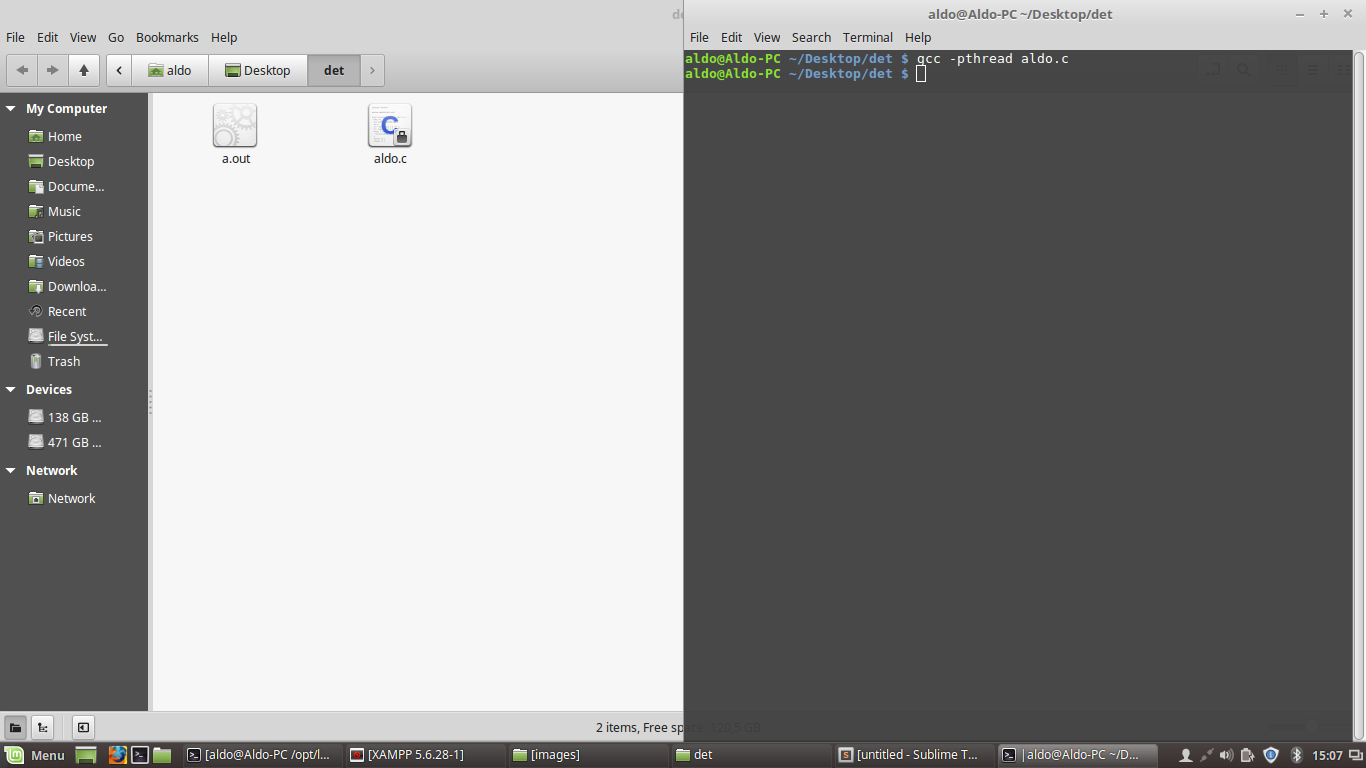 aldo@Aldo-PC ~/Desktop/det
File Edit View Go Bookmarks Help
File Edit View Search Terminal Help
aldo Desktop det
aldo@Aldo-PC ~/Desktop/det $ gcc -pthread aldo.c
aldo@Aldo-PC ~/Desktop/det $
My Computer
Home
Desktop
Docume...
Music
Pictures
Videos
Downloa...
Recent
File Syst...
Trash
Devices
138 GB ...
471 GB ...
Network
Network
a.out
C
aldo.c
2 items, Free space: 120,5 GB
Menu
[aldo@Aldo-PC /opt/l...
[XAMPP 5.6.28-1]
[images]
det
[untitled - Sublime T...
aldo@Aldo-PC ~/D...
15:07